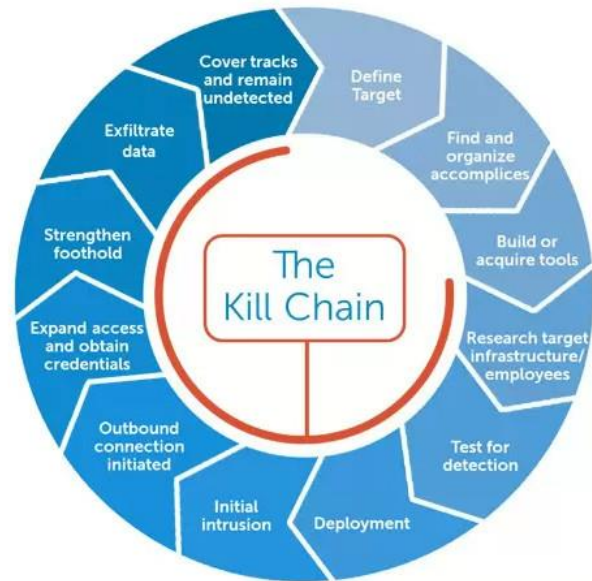 Cover tracks
and remain
undetected
Define
Target
Find and
organize
accomplices
Build or
acquire tools
Research target
infrastructure/
employees
Test for
detection
Deployment
Initial
intrusion
Outbound
connection
initiated
Expand access
and obtain
credentials
Strengthen
foothold
Exfiltrate
data
The
Kill Chain